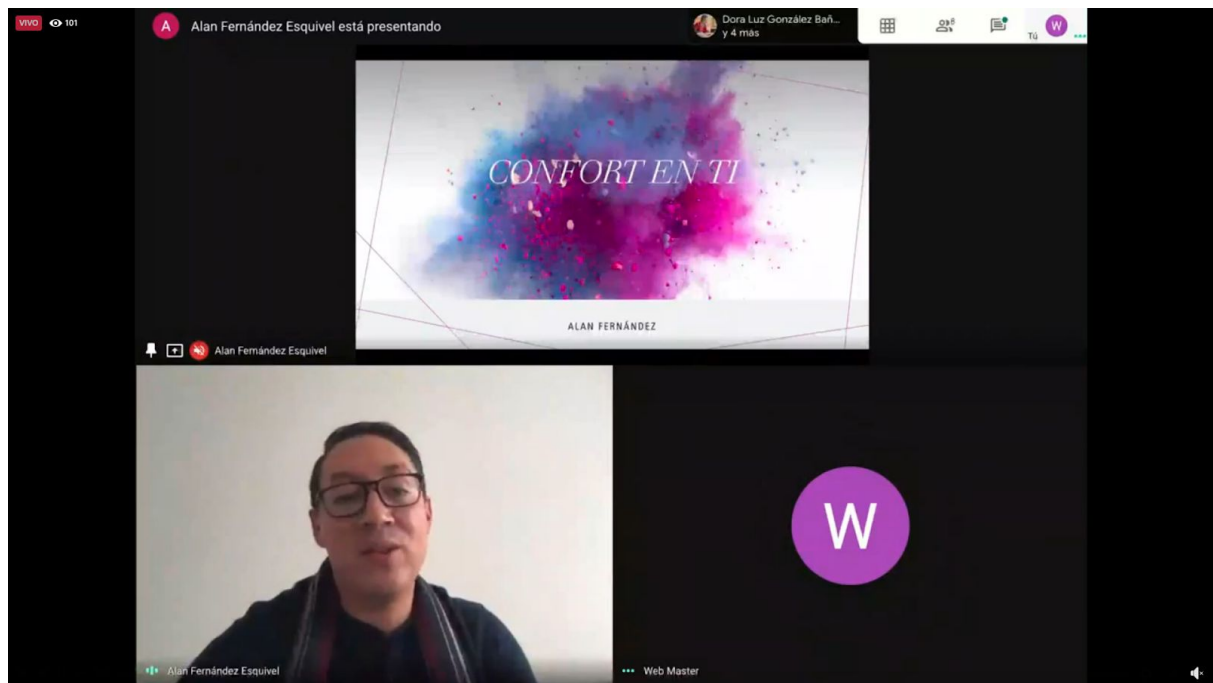 VIVO 101
A Alan Fernández Esquivel está presentando
Dora Luz González Bañ...
y 4 más
8
Tú W
CONFORT EN TI
ALAN FERNÁNDEZ
Alan Fernández Esquivel
W
Alan Fernández Esquivel
Web Master